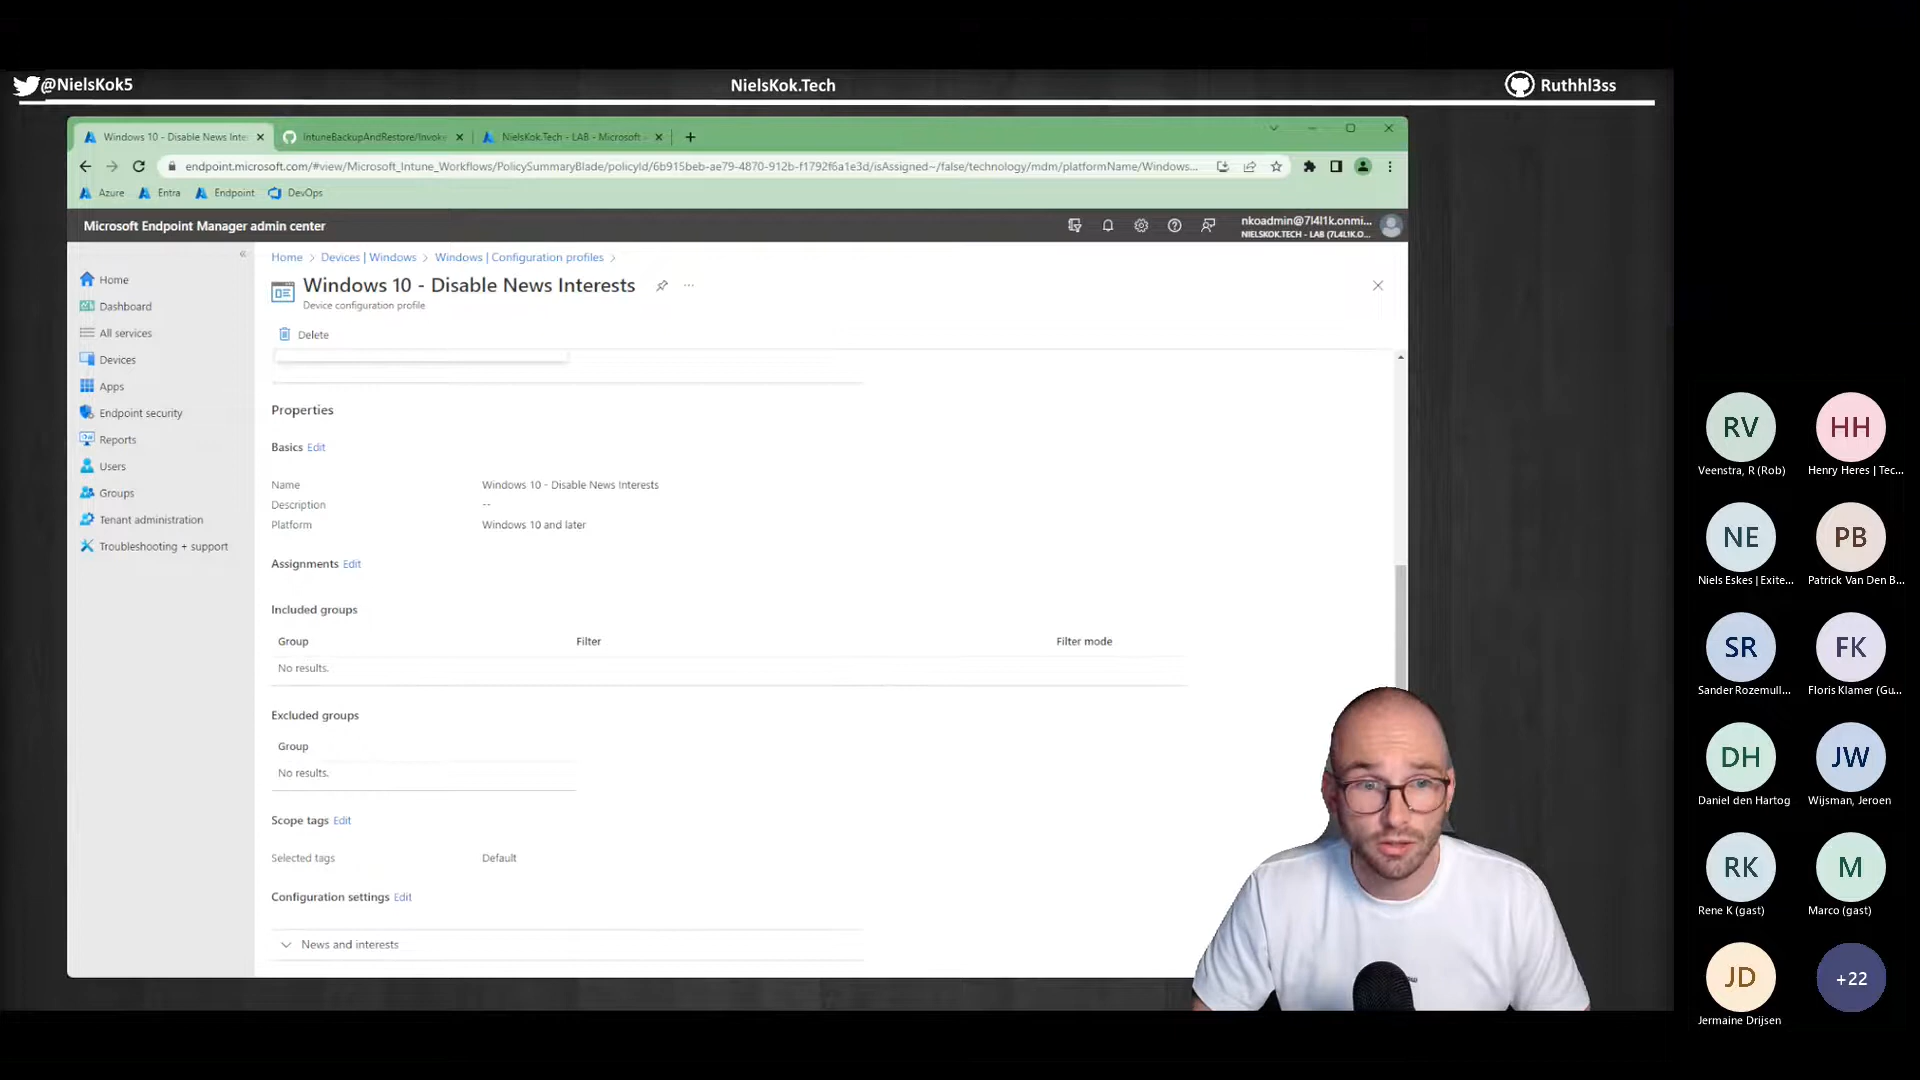 @NielsKok5
NielsKok.Tech
Ruthhl3ss
Windows 10 - Disable News Inte
IntuneBackupAndRestore/Invoke
NielsKok.Tech - LAB - Microsoft
endpoint.microsoft.com/#view/Microsoft_Intune_Workflows/PolicySummaryBlade/policyId/6b915beb-ae79-4870-912b-f1792f6a1e3d/isAssigned~/false/technology/mdm/platformName/Windows...
Azure
Entra
Endpoint
DevOps
Microsoft Endpoint Manager admin center
nkoadmin@7l4l1k.onmi...
NIELSKOK.TECH - LAB (7L4L1K.O...
Home
Dashboard
All services
Devices
Apps
Endpoint security
Reports
Users
Groups
Tenant administration
Troubleshooting + support
Home > Devices | Windows > Windows | Configuration profiles >
Windows 10 - Disable News Interests
Device configuration profile
Delete
Properties
Basics Edit
Name Windows 10 - Disable News Interests
Description --
Platform Windows 10 and later
Assignments Edit
Included groups
Group Filter Filter mode
No results.
Excluded groups
Group
No results.
Scope tags Edit
Selected tags Default
Configuration settings Edit
News and interests
RV
Veenstra, R (Rob)
HH
Henry Heres | Tec...
NE
Niels Eskes | Exite...
PB
Patrick Van Den B...
SR
Sander Rozemull...
FK
Floris Klamer (Gu...
DH
Daniel den Hartog
JW
Wijsman, Jeroen
RK
Rene K (gast)
M
Marco (gast)
JD
Jermaine Drijsen
+22